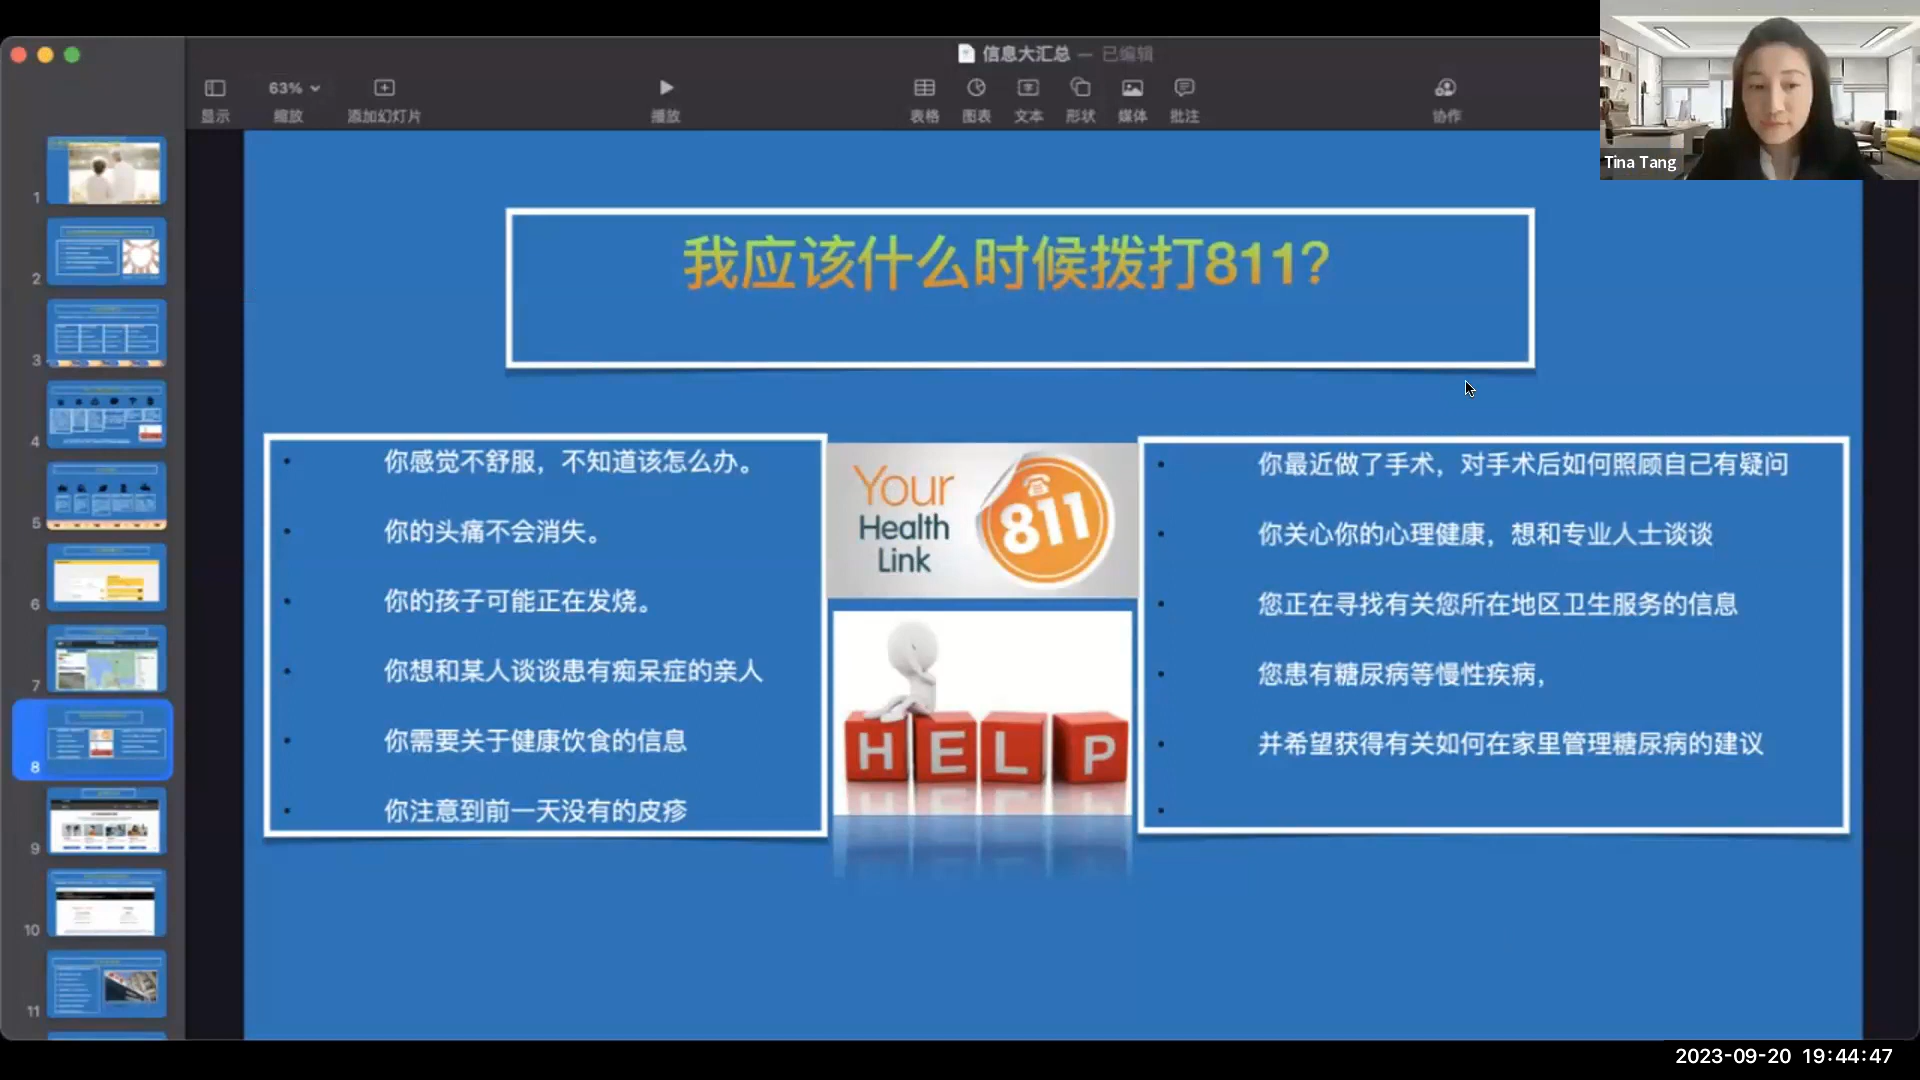 信息大汇总 — 已编辑
63%
显示
缩放
添加幻灯片
播放
表格
图表
文本
形状
媒体
批注
协作
Tina Tang
我应该什么时候拨打811?
你感觉不舒服，不知道该怎么办。
你的头痛不会消失。
你的孩子可能正在发烧。
你想和某人谈谈患有痴呆症的亲人
你需要关于健康饮食的信息
你注意到前一天没有的皮疹
Your
Health
Link
811
HELP
你最近做了手术，对手术后如何照顾自己有疑问
你关心你的心理健康，想和专业人士谈谈
您正在寻找有关您所在地区卫生服务的信息
您患有糖尿病等慢性疾病，
并希望获得有关如何在家里管理糖尿病的建议
1
2
3
4
5
6
7
8
9
10
11
2023-09-20 19:44:47